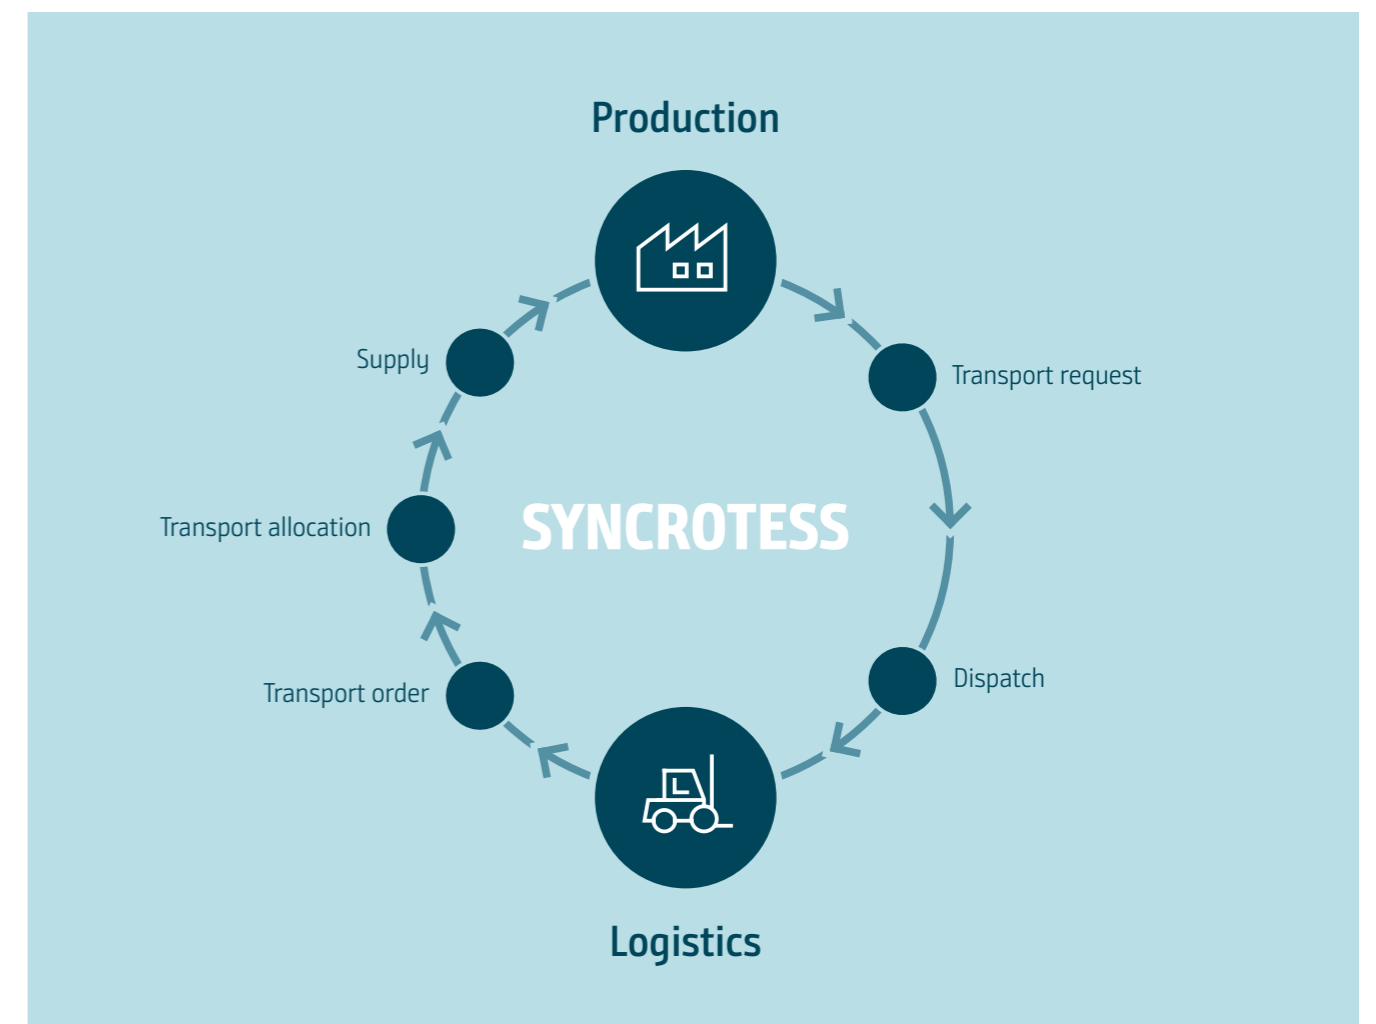 Production
Supply
Transport request
SYNCROTESS
Transport allocation
Transport order
Dispatch
Logistics